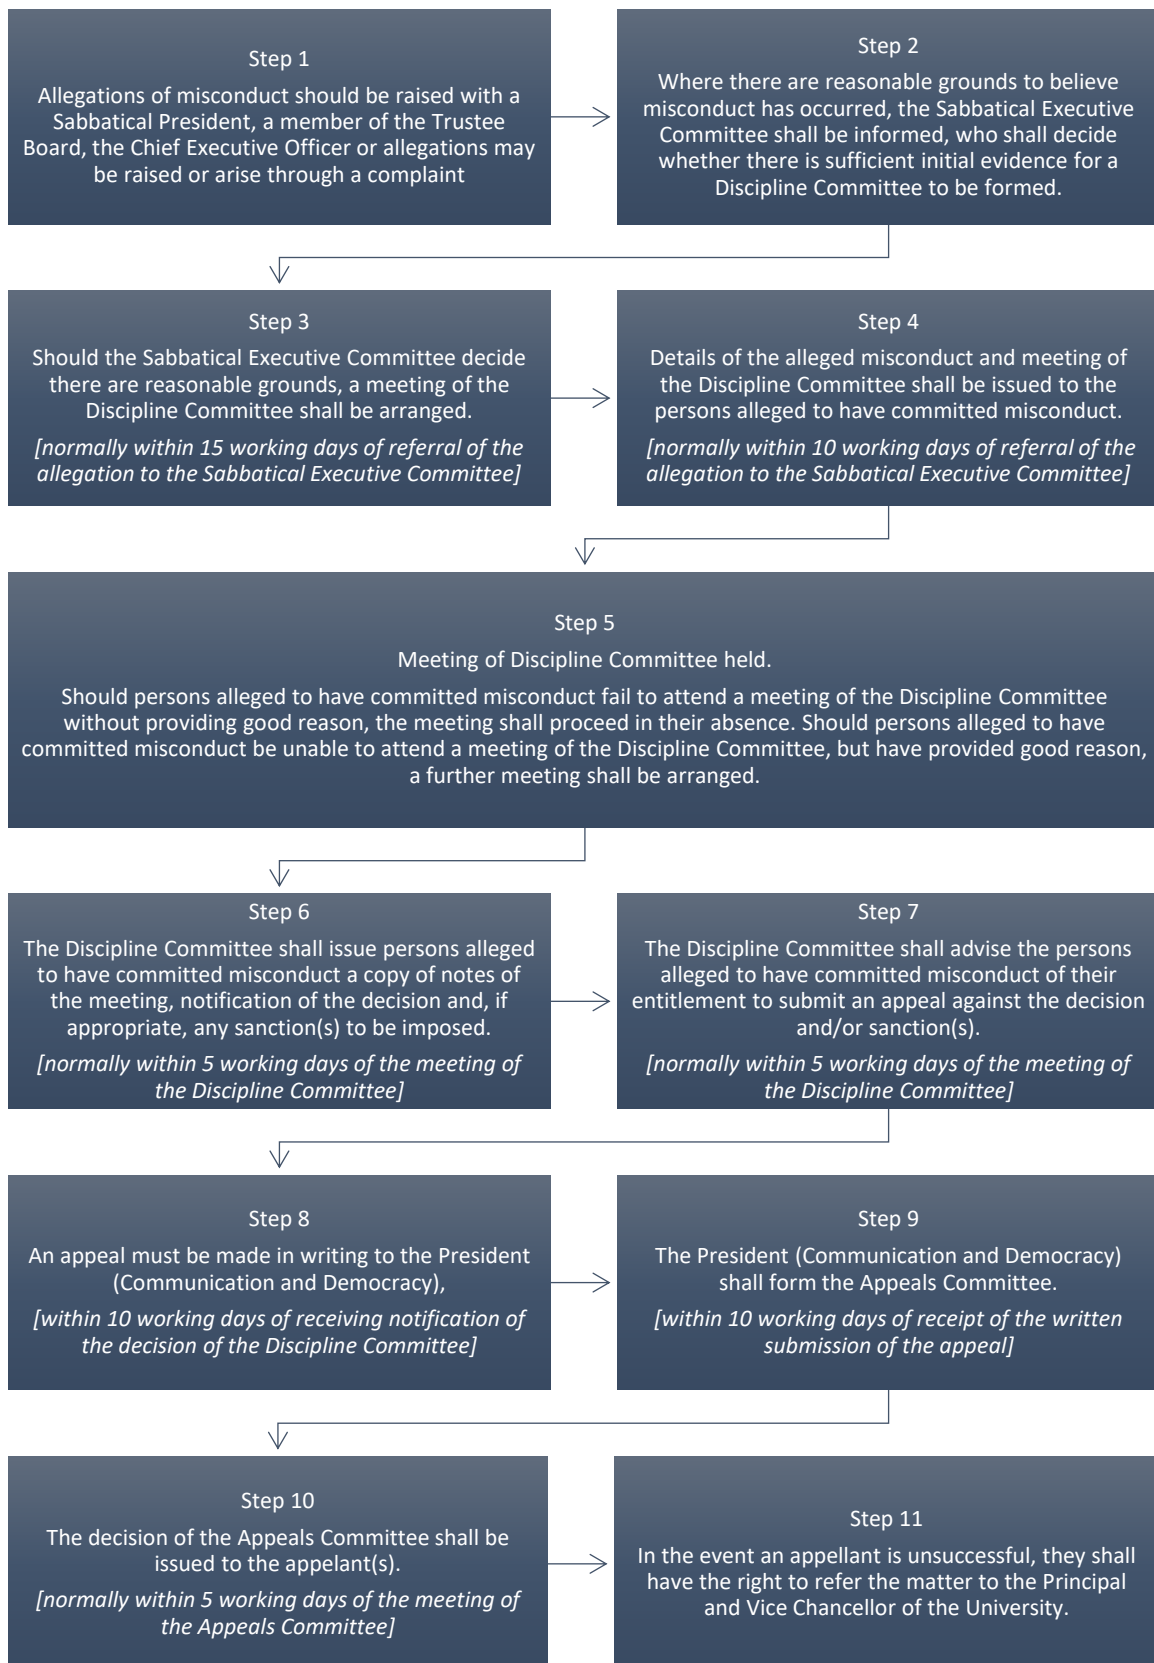 Step 1
Allegations of misconduct should be raised with a
Sabbatical President, a member of the Trustee
Board, the Chief Executive Officer or allegations may
be raised or arise through a complaint
Step 2
Where there are reasonable grounds to believe
misconduct has occurred, the Sabbatical Executive
Committee shall be informed, who shall decide
whether there is sufficient initial evidence for a
Discipline Committee to be formed.
Step 3
Should the Sabbatical Executive Committee decide
there are reasonable grounds, a meeting of the
Discipline Committee shall be arranged.
[normally within 15 working days of referral of the
allegation to the Sabbatical Executive Committee]
Step 4
Details of the alleged misconduct and meeting of
the Discipline Committee shall be issued to the
persons alleged to have committed misconduct.
[normally within 10 working days of referral of the
allegation to the Sabbatical Executive Committee]
Step 5
Meeting of Discipline Committee held.
Should persons alleged to have committed misconduct fail to attend a meeting of the Discipline Committee
without providing good reason, the meeting shall proceed in their absence. Should persons alleged to have
committed misconduct be unable to attend a meeting of the Discipline Committee, but have provided good reason,
a further meeting shall be arranged.
Step 6
The Discipline Committee shall issue persons alleged
to have committed misconduct a copy of notes of
the meeting, notification of the decision and, if
appropriate, any sanction(s) to be imposed.
[normally within 5 working days of the meeting of
the Discipline Committee]
Step 7
The Discipline Committee shall advise the persons
alleged to have committed misconduct of their
entitlement to submit an appeal against the decision
and/or sanction(s).
[normally within 5 working days of the meeting of
the Discipline Committee]
Step 8
An appeal must be made in writing to the President
(Communication and Democracy),
[within 10 working days of receiving notification of
the decision of the Discipline Committee]
Step 9
The President (Communication and Democracy)
shall form the Appeals Committee.
[within 10 working days of receipt of the written
submission of the appeal]
Step 10
The decision of the Appeals Committee shall be
issued to the appelant(s).
[normally within 5 working days of the meeting of
the Appeals Committee]
Step 11
In the event an appellant is unsuccessful, they shall
have the right to refer the matter to the Principal
and Vice Chancellor of the University.